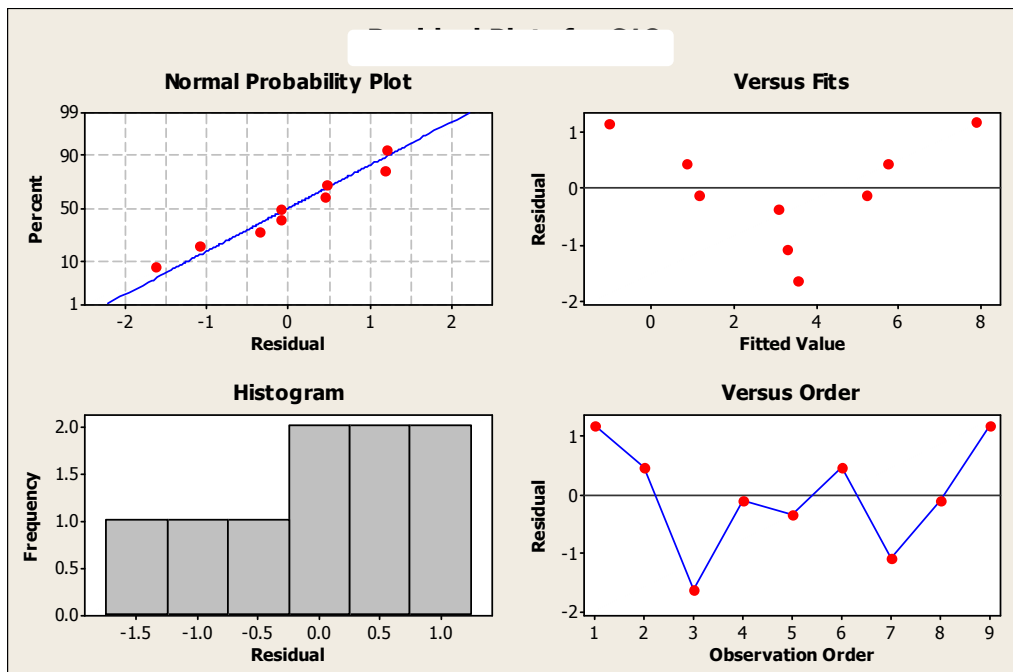 Normal Probability Plot
99
90
50
10
1
Percent
-2 -1 0 1 2
Residual
Versus Fits
1
0
-1
-2
Residual
0 2 4 6 8
Fitted Value
Histogram
2.0
1.5
1.0
0.5
0.0
Frequency
-1.5 -1.0 -0.5 0.0 0.5 1.0
Residual
Versus Order
1
0
-1
-2
Residual
1 2 3 4 5 6 7 8 9
Observation Order